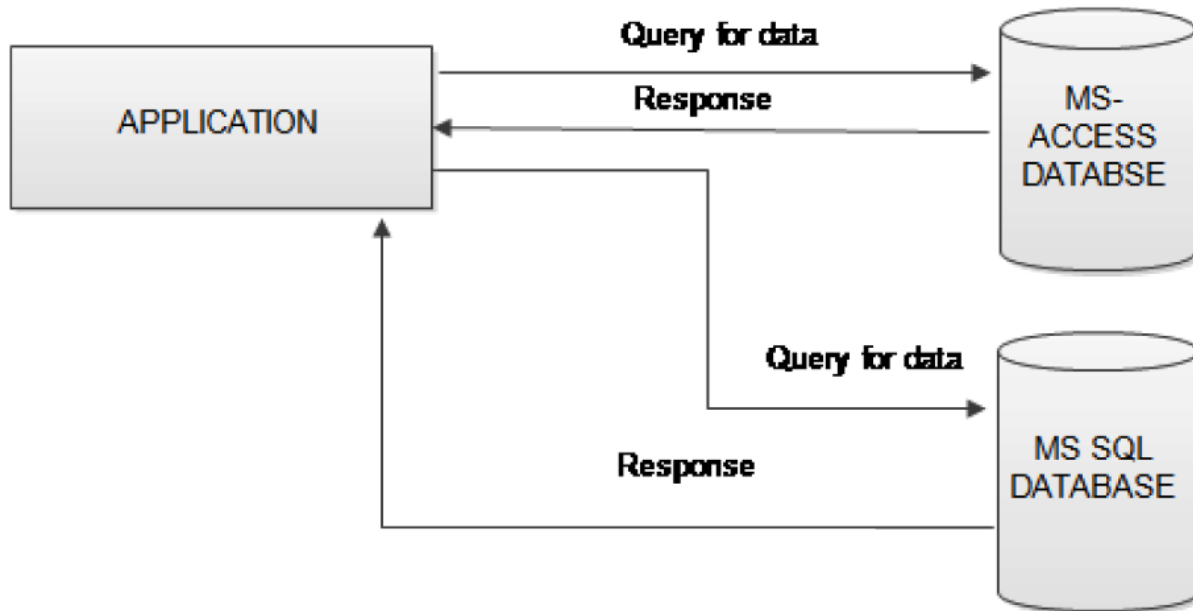 Query for data
APPLICATION
Response
MS-
ACCESS
DATABSE
Query for data
Response
MS SQL
DATABASE